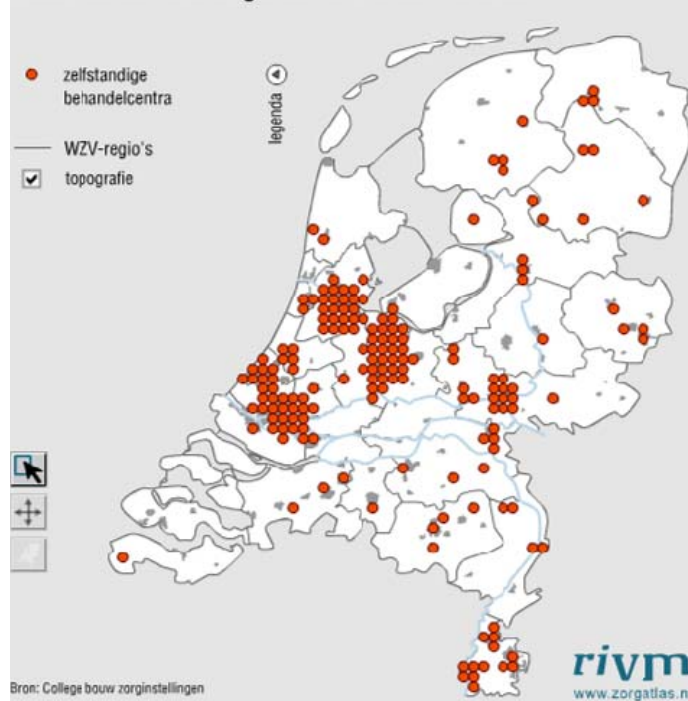 zelfstandige
behandelcentra
WZV-regio's
topografie
legenda
Bron: College bouw zorginstellingen
rivm
www.zorgatlas.n